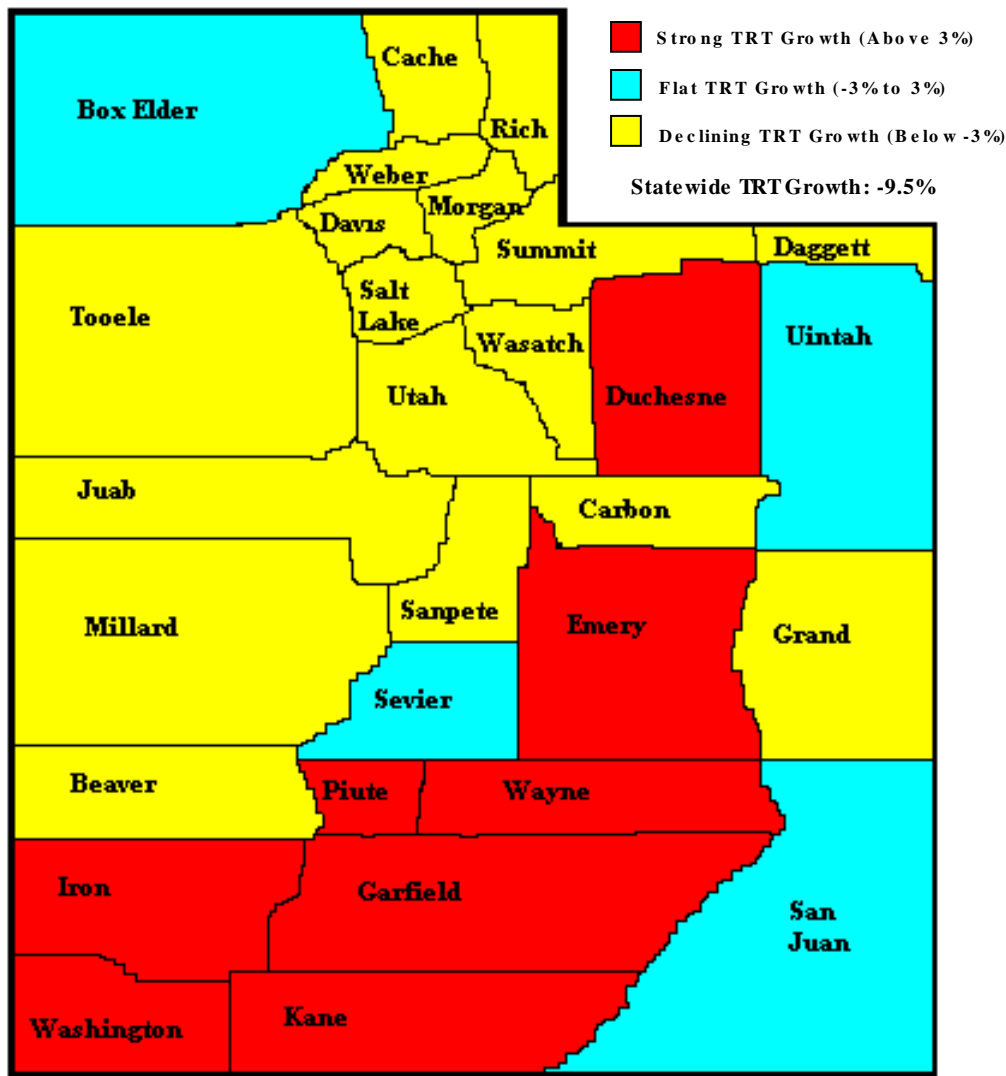 Strong TRT Growth (Above 3%)
Flat TRT Growth (-3% to 3%)
Declining TRT Growth (Below -3%)
Statewide TRT Growth: -9.5%
Cache
Box Elder
Rich
Weber
Morgan
Davis
Summit
Daggett
Salt
Lake
Tooele
Wasatch
Uintah
Utah
Duchesne
Juab
Carbon
Sanpete
Millard
Emery
Grand
Sevier
Beaver
Piute
Wayne
Iron
Garfield
San
Juan
Washington
Kane